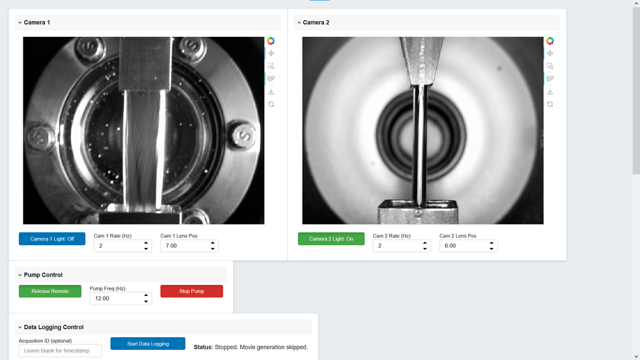 Camera 1
Camera 2
Camera 1 Light: Off
Cam 1 Rate (Hz)
2
Cam 1 Lens Pos
7.00
Camera 2 Light: On
Cam 2 Rate (Hz)
2
Cam 2 Lens Pos
6.00
Pump Control
Release Remote
Pump Freq (Hz)
12.00
Stop Pump
Data Logging Control
Acquisition ID (optional)
Leave blank for timestamp
Start Data Logging
Status: Stopped. Movie generation skipped.